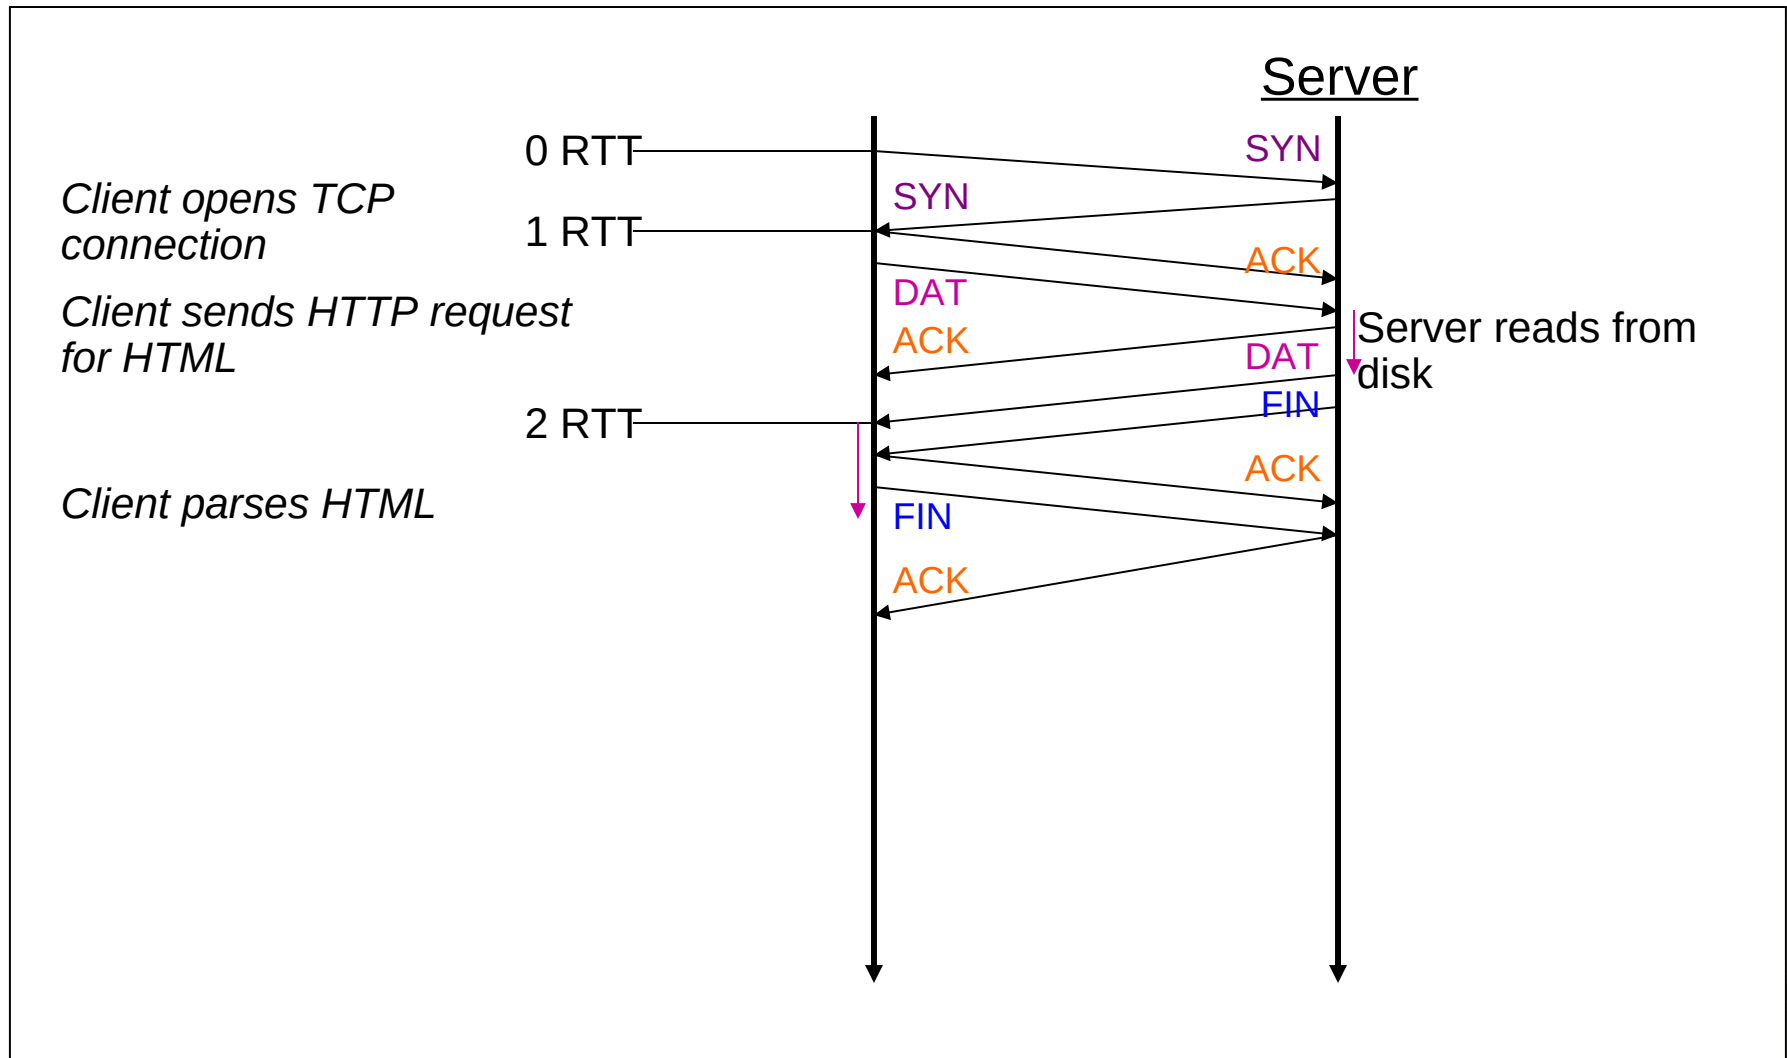 Server
0 RTT
SYN
Client opens TCP
connection
SYN
1 RTT
ACK
Client sends HTTP request
for HTML
DAT
ACK
Server reads from
disk
DAT
FIN
2 RTT
ACK
Client parses HTML
FIN
ACK